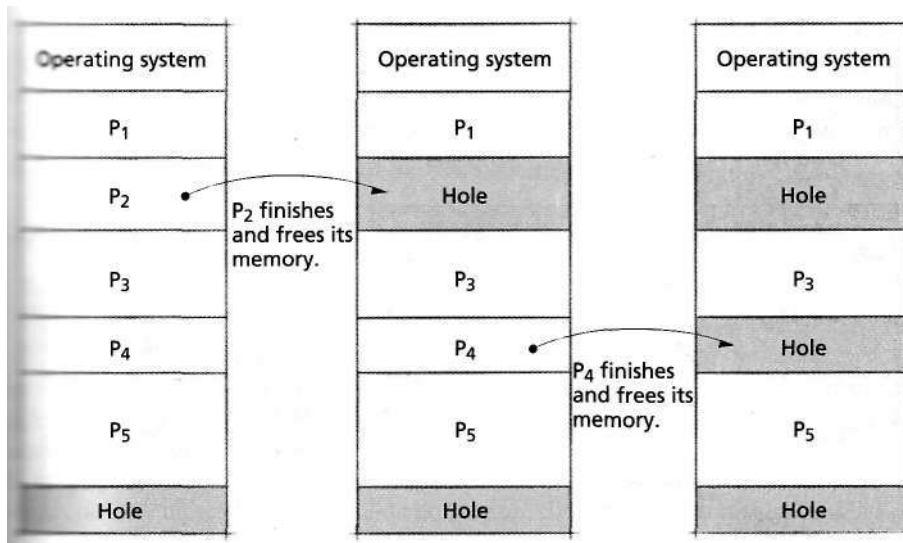 Operating system
P1
P2
P3
P4
P5
Hole
P2 finishes
and frees its
memory.
Operating system
P1
Hole
P3
P4
P5
Hole
P4 finishes
and frees its
memory.
Operating system
P1
Hole
P3
Hole
P5
Hole